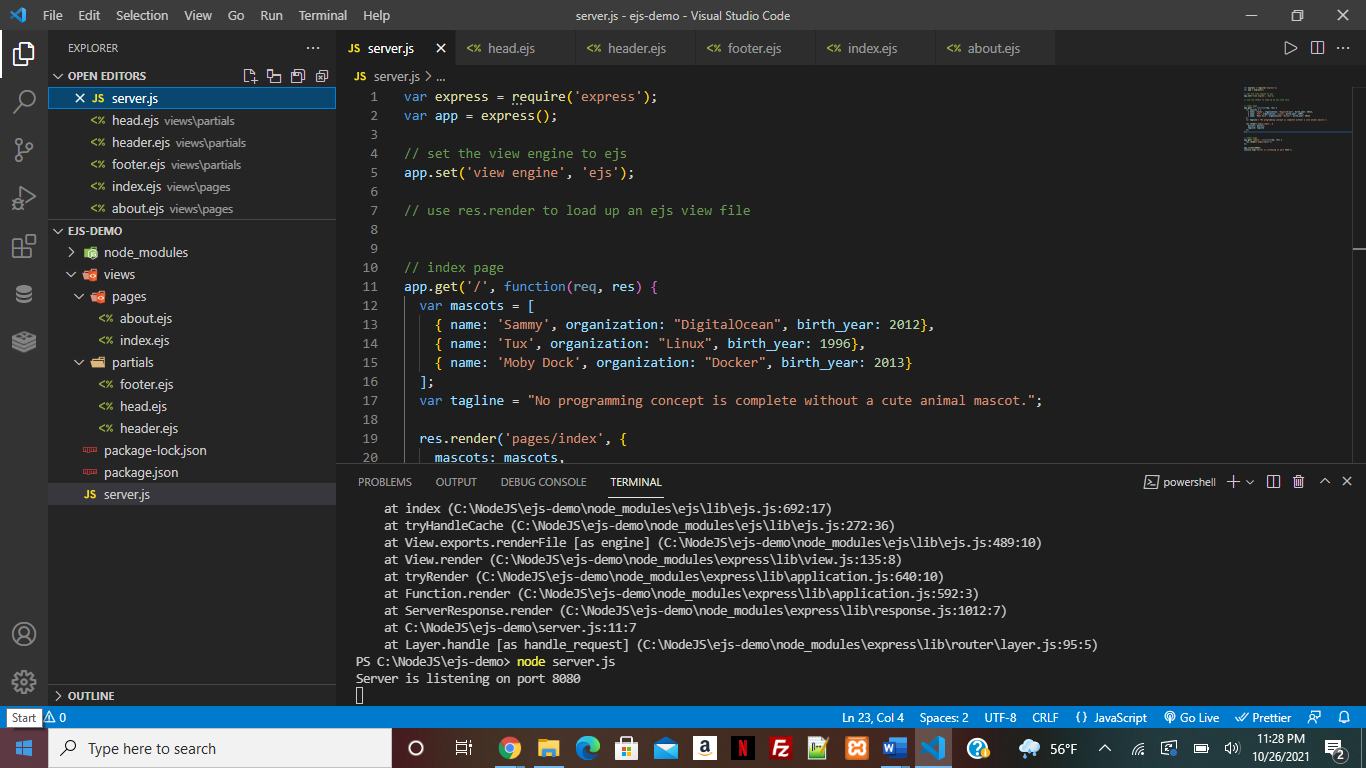 File Edit Selection View Go Run Terminal Help server.js - ejs-demo - Visual Studio Code
EXPLORER
OPEN EDITORS
JS server.js
head.ejs views\partials
header.ejs views\partials
footer.ejs views\partials
index.ejs views\pages
about.ejs views\pages
EJS-DEMO
node_modules
views
pages
about.ejs
index.ejs
partials
footer.ejs
head.ejs
header.ejs
package-lock.json
package.json
JS server.js
OUTLINE
JS server.js head.ejs header.ejs footer.ejs index.ejs about.ejs
JS server.js > ...
1 var express = require('express');
2 var app = express();
3
4 // set the view engine to ejs
5 app.set('view engine', 'ejs');
6
7 // use res.render to load up an ejs view file
8
9
10 // index page
11 app.get('/', function(req, res) {
12 var mascots = [
13 { name: 'Sammy', organization: "DigitalOcean", birth_year: 2012},
14 { name: 'Tux', organization: "Linux", birth_year: 1996},
15 { name: 'Moby Dock', organization: "Docker", birth_year: 2013}
16 ];
17 var tagline = "No programming concept is complete without a cute animal mascot.";
18
19 res.render('pages/index', {
20 mascots: mascots,
PROBLEMS OUTPUT DEBUG CONSOLE TERMINAL powershell
at index (C:\NodeJS\ejs-demo\node_modules\ejs\lib\ejs.js:692:17)
at tryHandleCache (C:\NodeJS\ejs-demo\node_modules\ejs\lib\ejs.js:272:36)
at View.exports.renderFile [as engine] (C:\NodeJS\ejs-demo\node_modules\ejs\lib\ejs.js:489:10)
at View.render (C:\NodeJS\ejs-demo\node_modules\express\lib\view.js:135:8)
at tryRender (C:\NodeJS\ejs-demo\node_modules\express\lib\application.js:640:10)
at Function.render (C:\NodeJS\ejs-demo\node_modules\express\lib\application.js:592:3)
at ServerResponse.render (C:\NodeJS\ejs-demo\node_modules\express\lib\response.js:1012:7)
at C:\NodeJS\ejs-demo\server.js:11:7
at Layer.handle [as handle_request] (C:\NodeJS\ejs-demo\node_modules\express\lib\router\layer.js:95:5)
PS C:\NodeJS\ejs-demo> node server.js
Server is listening on port 8080
Start 0 Ln 23, Col 4 Spaces: 2 UTF-8 CRLF {} JavaScript Go Live Prettier
Type here to search a N Fz W 56°F 11:28 PM
10/26/2021 2